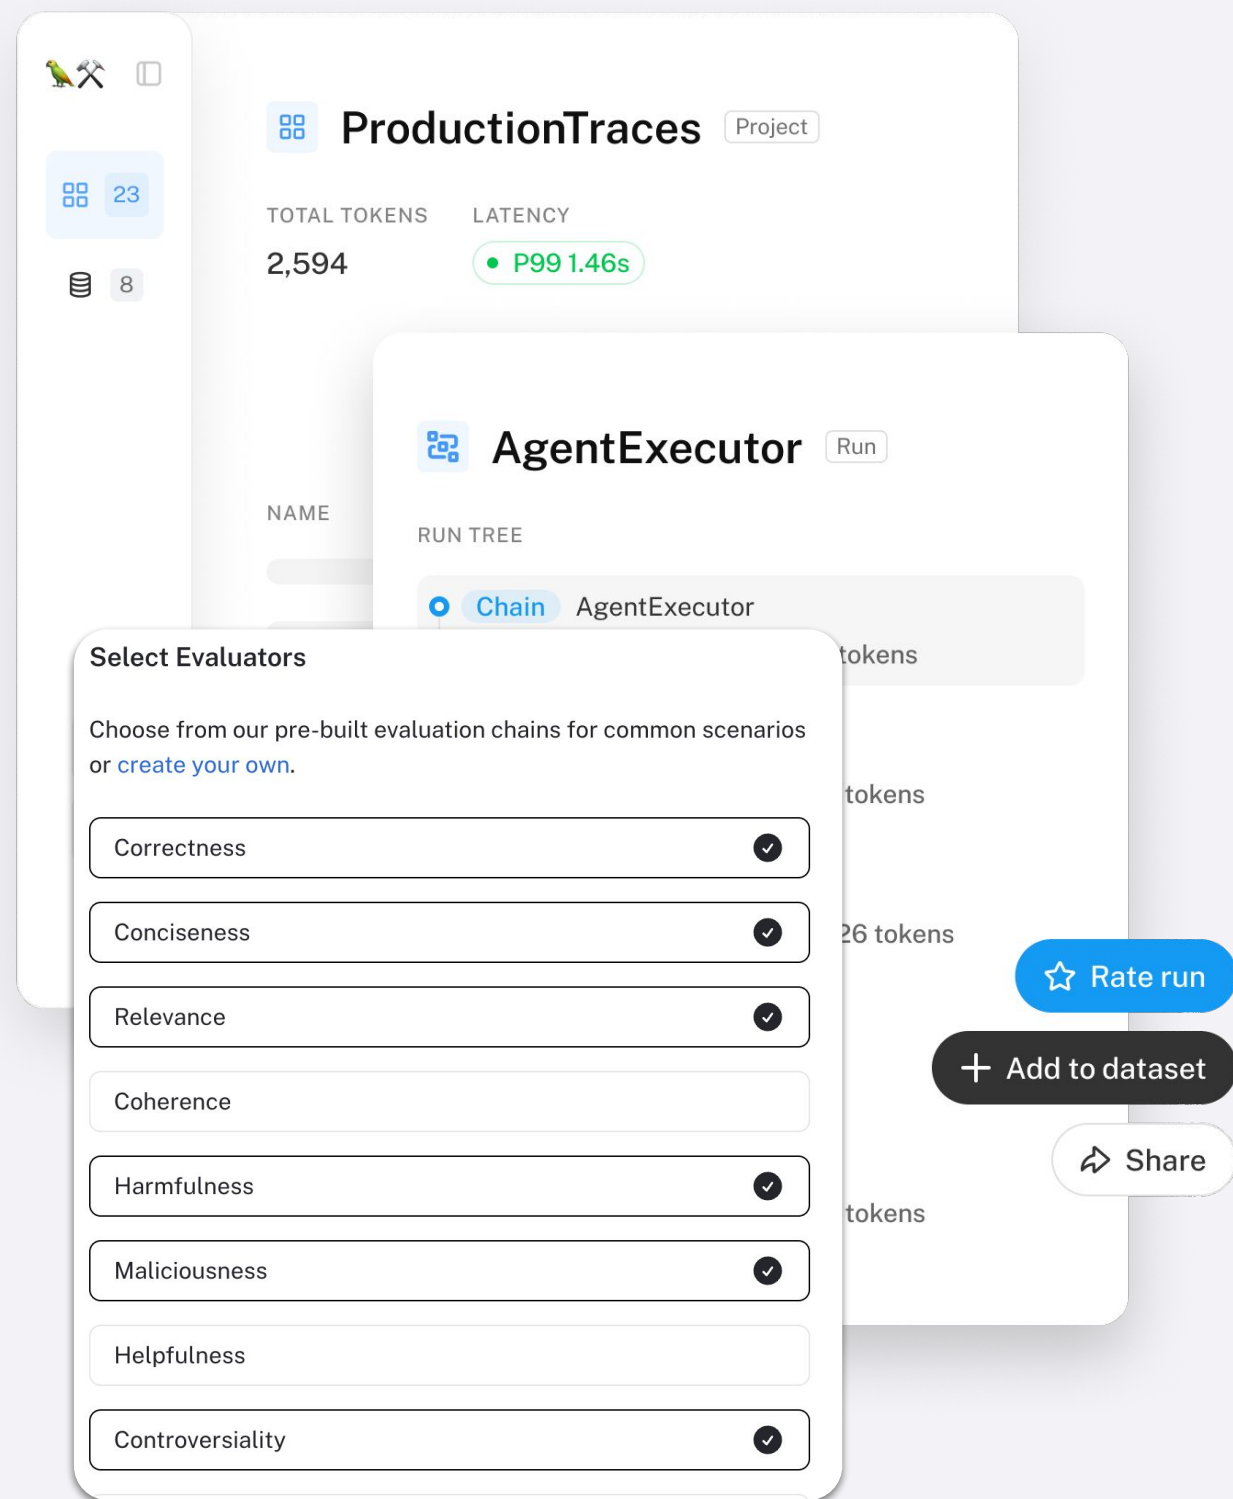 23
8
ProductionTraces Project
TOTAL TOKENS LATENCY
2,594 P99 1.46s
NAME
AgentExecutor Run
RUN TREE
Chain AgentExecutor
tokens
tokens
26 tokens
tokens
Select Evaluators
Choose from our pre-built evaluation chains for common scenarios
or create your own.
Correctness
Conciseness
Relevance
Coherence
Harmfulness
Maliciousness
Helpfulness
Controversiality
Rate run
Add to dataset
Share